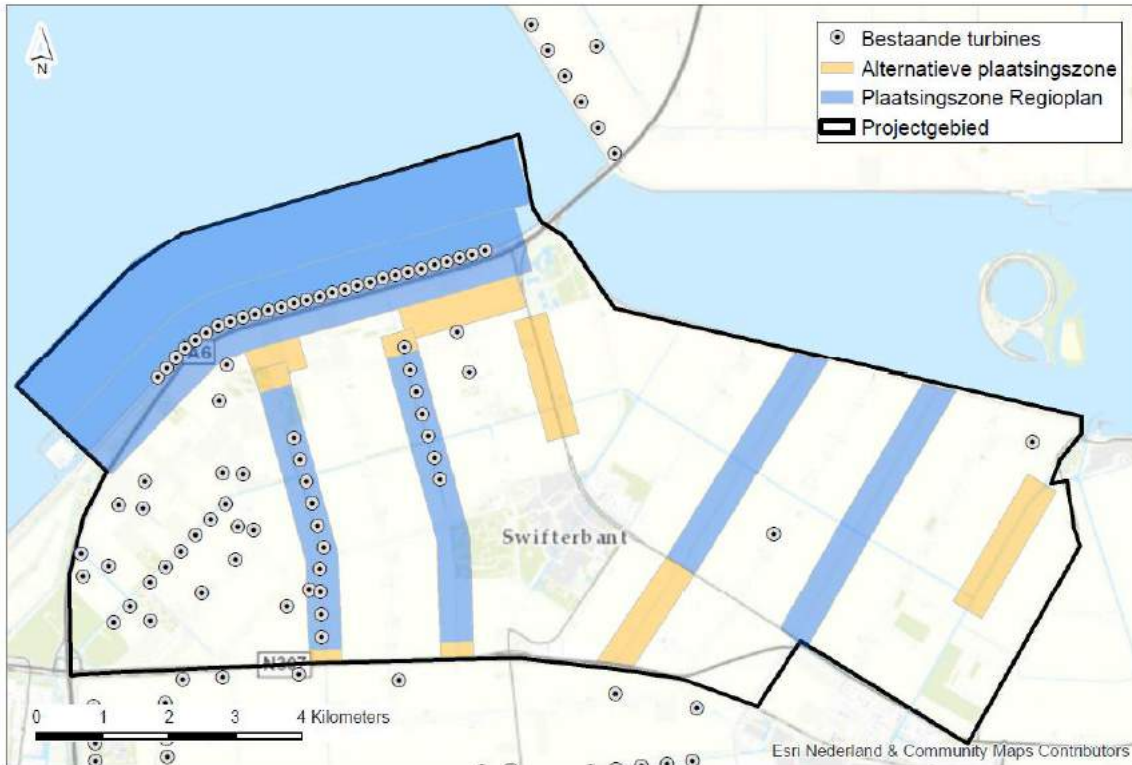 N
Bestaande turbines
Alternatieve plaatsingszone
Plaatsingszone Regioplan
Projectgebied
A6
Swifterbant
N307
0 1 2 3 4 Kilometers
Esri Nederland & Community Maps Contributors